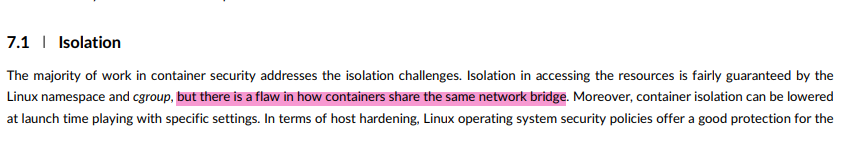 7.1 | Isolation
The majority of work in container security addresses the isolation challenges. Isolation in accessing the resources is fairly guaranteed by the
Linux namespace and cgroup, but there is a flaw in how containers share the same network bridge. Moreover, container isolation can be lowered
at launch time playing with specific settings. In terms of host hardening, Linux operating system security policies offer a good protection for the